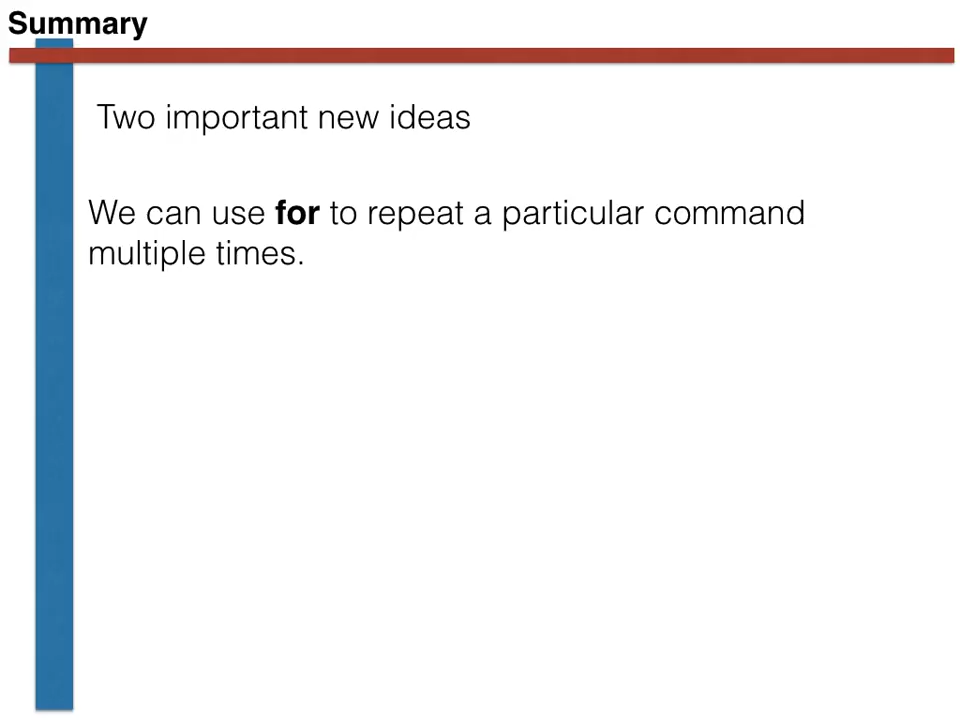 Summary
Two important new ideas
We can use for to repeat a particular command
multiple times.